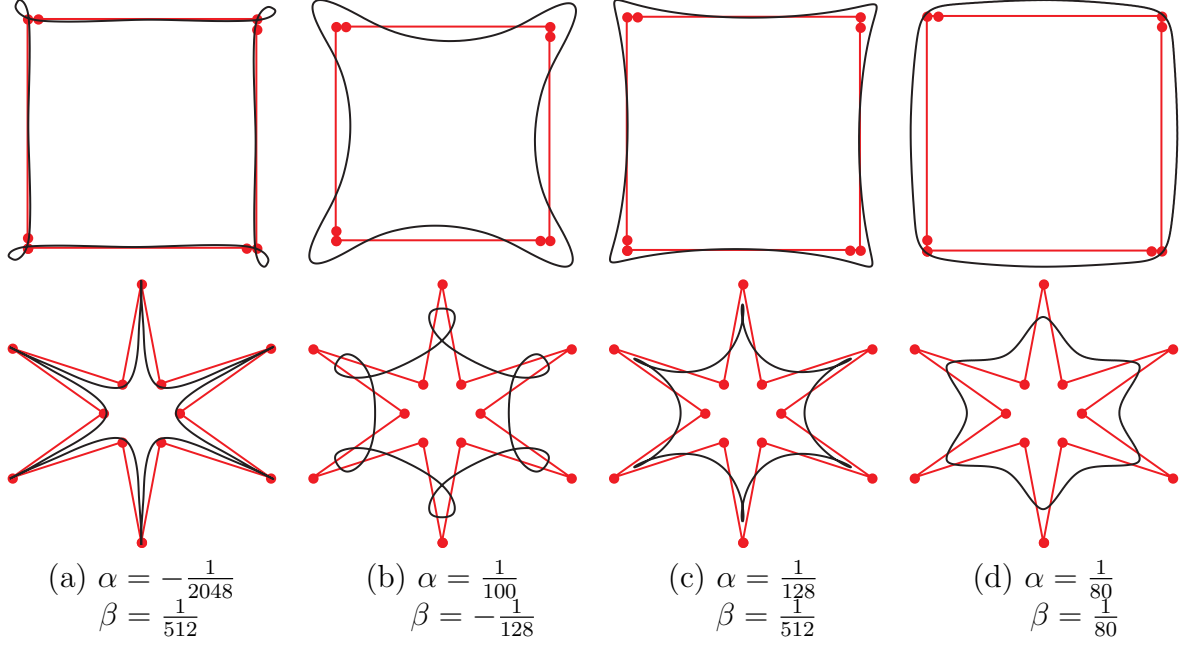 (a) α = −1/2048 (b) α = 1/100 (c) α = 1/128 (d) α = 1/80
β = 1/512 β = −1/128 β = 1/512 β = 1/80